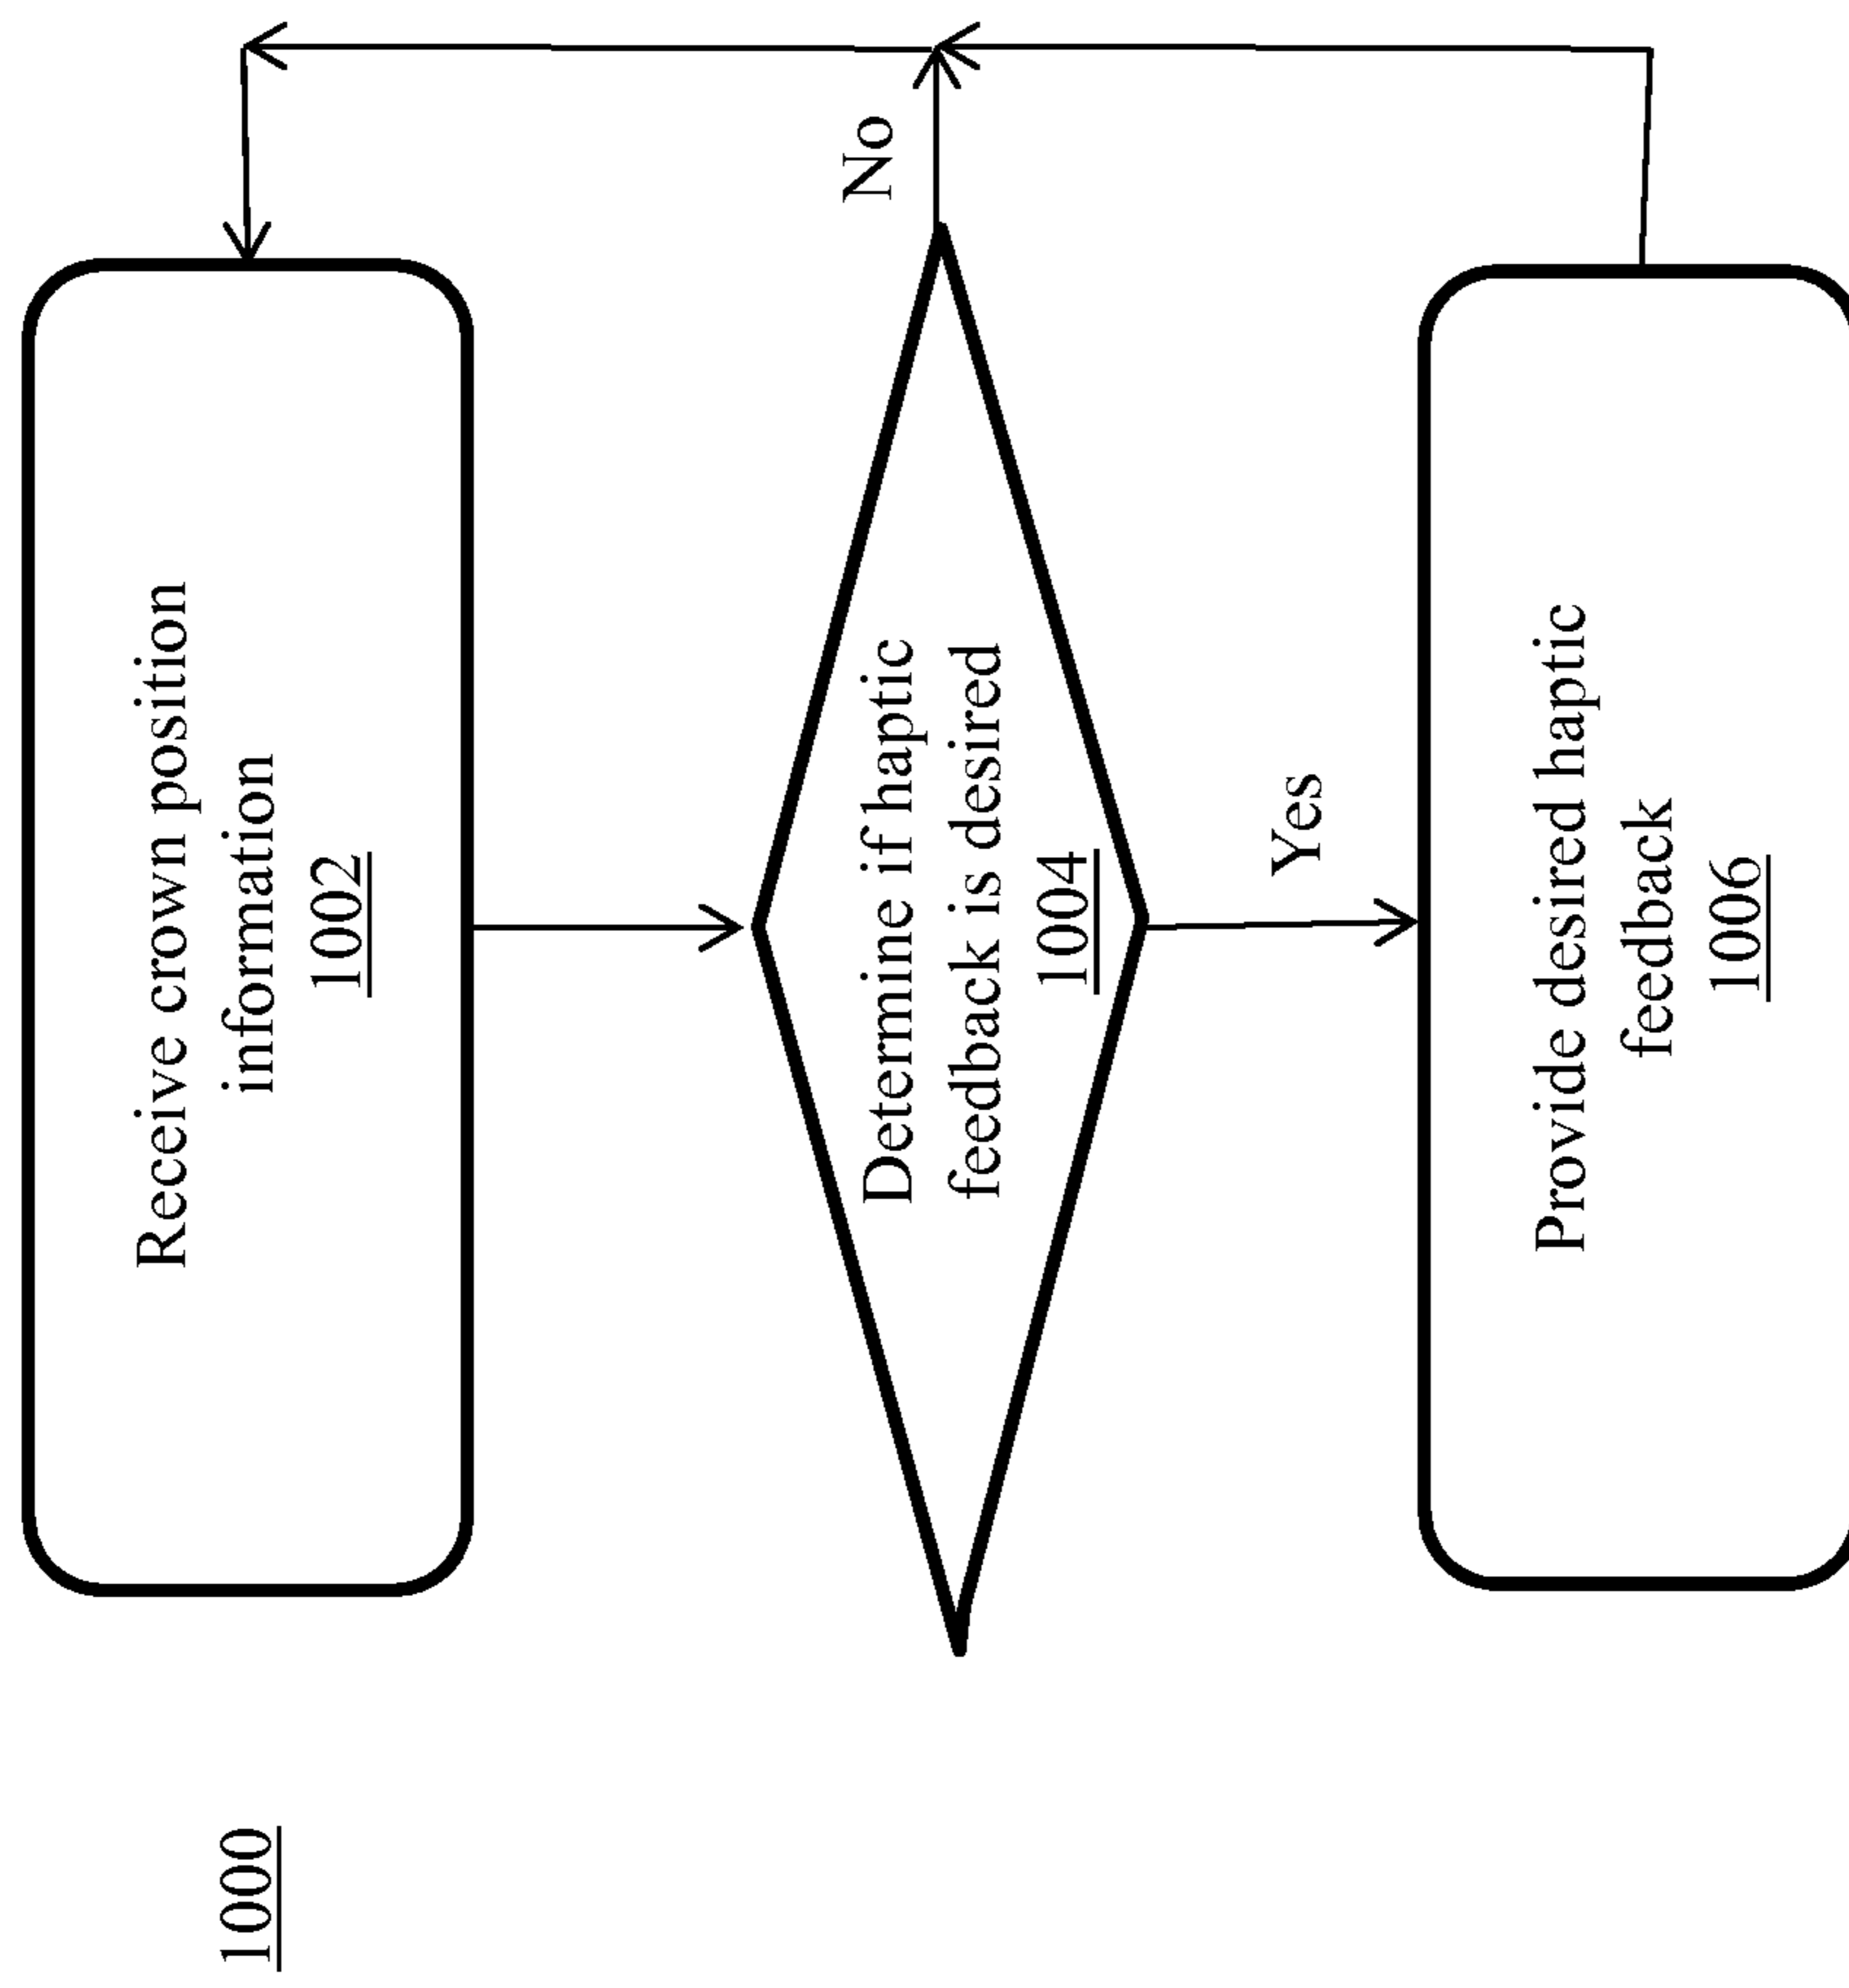 1000
Receive crown position
information
1002
Determine if haptic
feedback is desired
1004
No
Yes
Provide desired haptic
feedback
1006